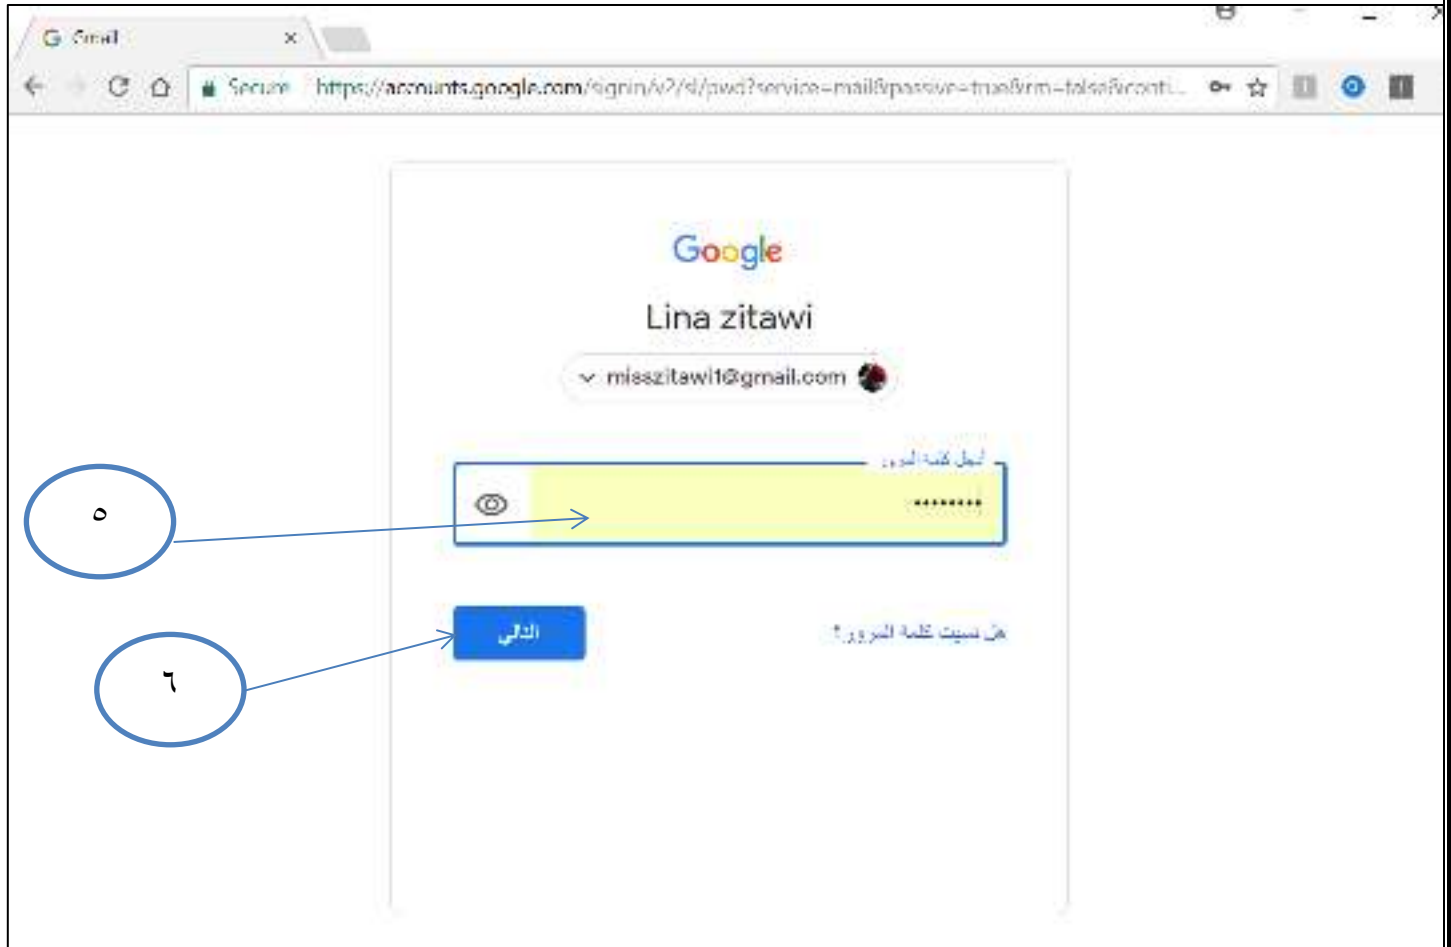 Gmail
Secure https://accounts.google.com/signin/v2/sl/pwd?service=mail&passive=true&rm=false&conti...
Google
Lina zitawi
misszitawi1@gmail.com
أدخل كلمة المرور
••••••••
٥
هل نسيت كلمة المرور؟
التالي
٦